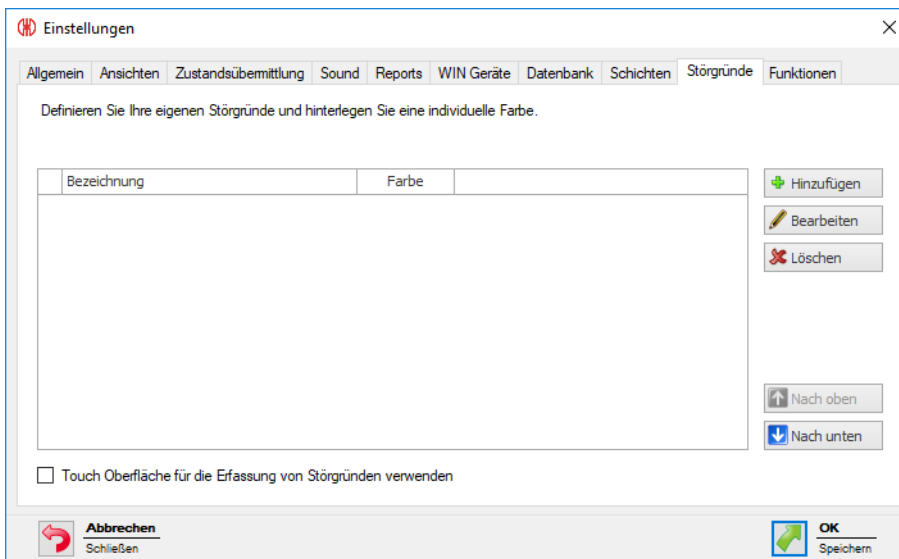 Einstellungen
Allgemein Ansichten Zustandsübermittlung Sound Reports WIN Geräte Datenbank Schichten Störgründe Funktionen
Definieren Sie Ihre eigenen Störgründe und hinterlegen Sie eine individuelle Farbe.
Bezeichnung Farbe
Hinzufügen
Bearbeiten
Löschen
Nach oben
Nach unten
Touch Oberfläche für die Erfassung von Störgründen verwenden
Abbrechen
Schließen
OK
Speichern